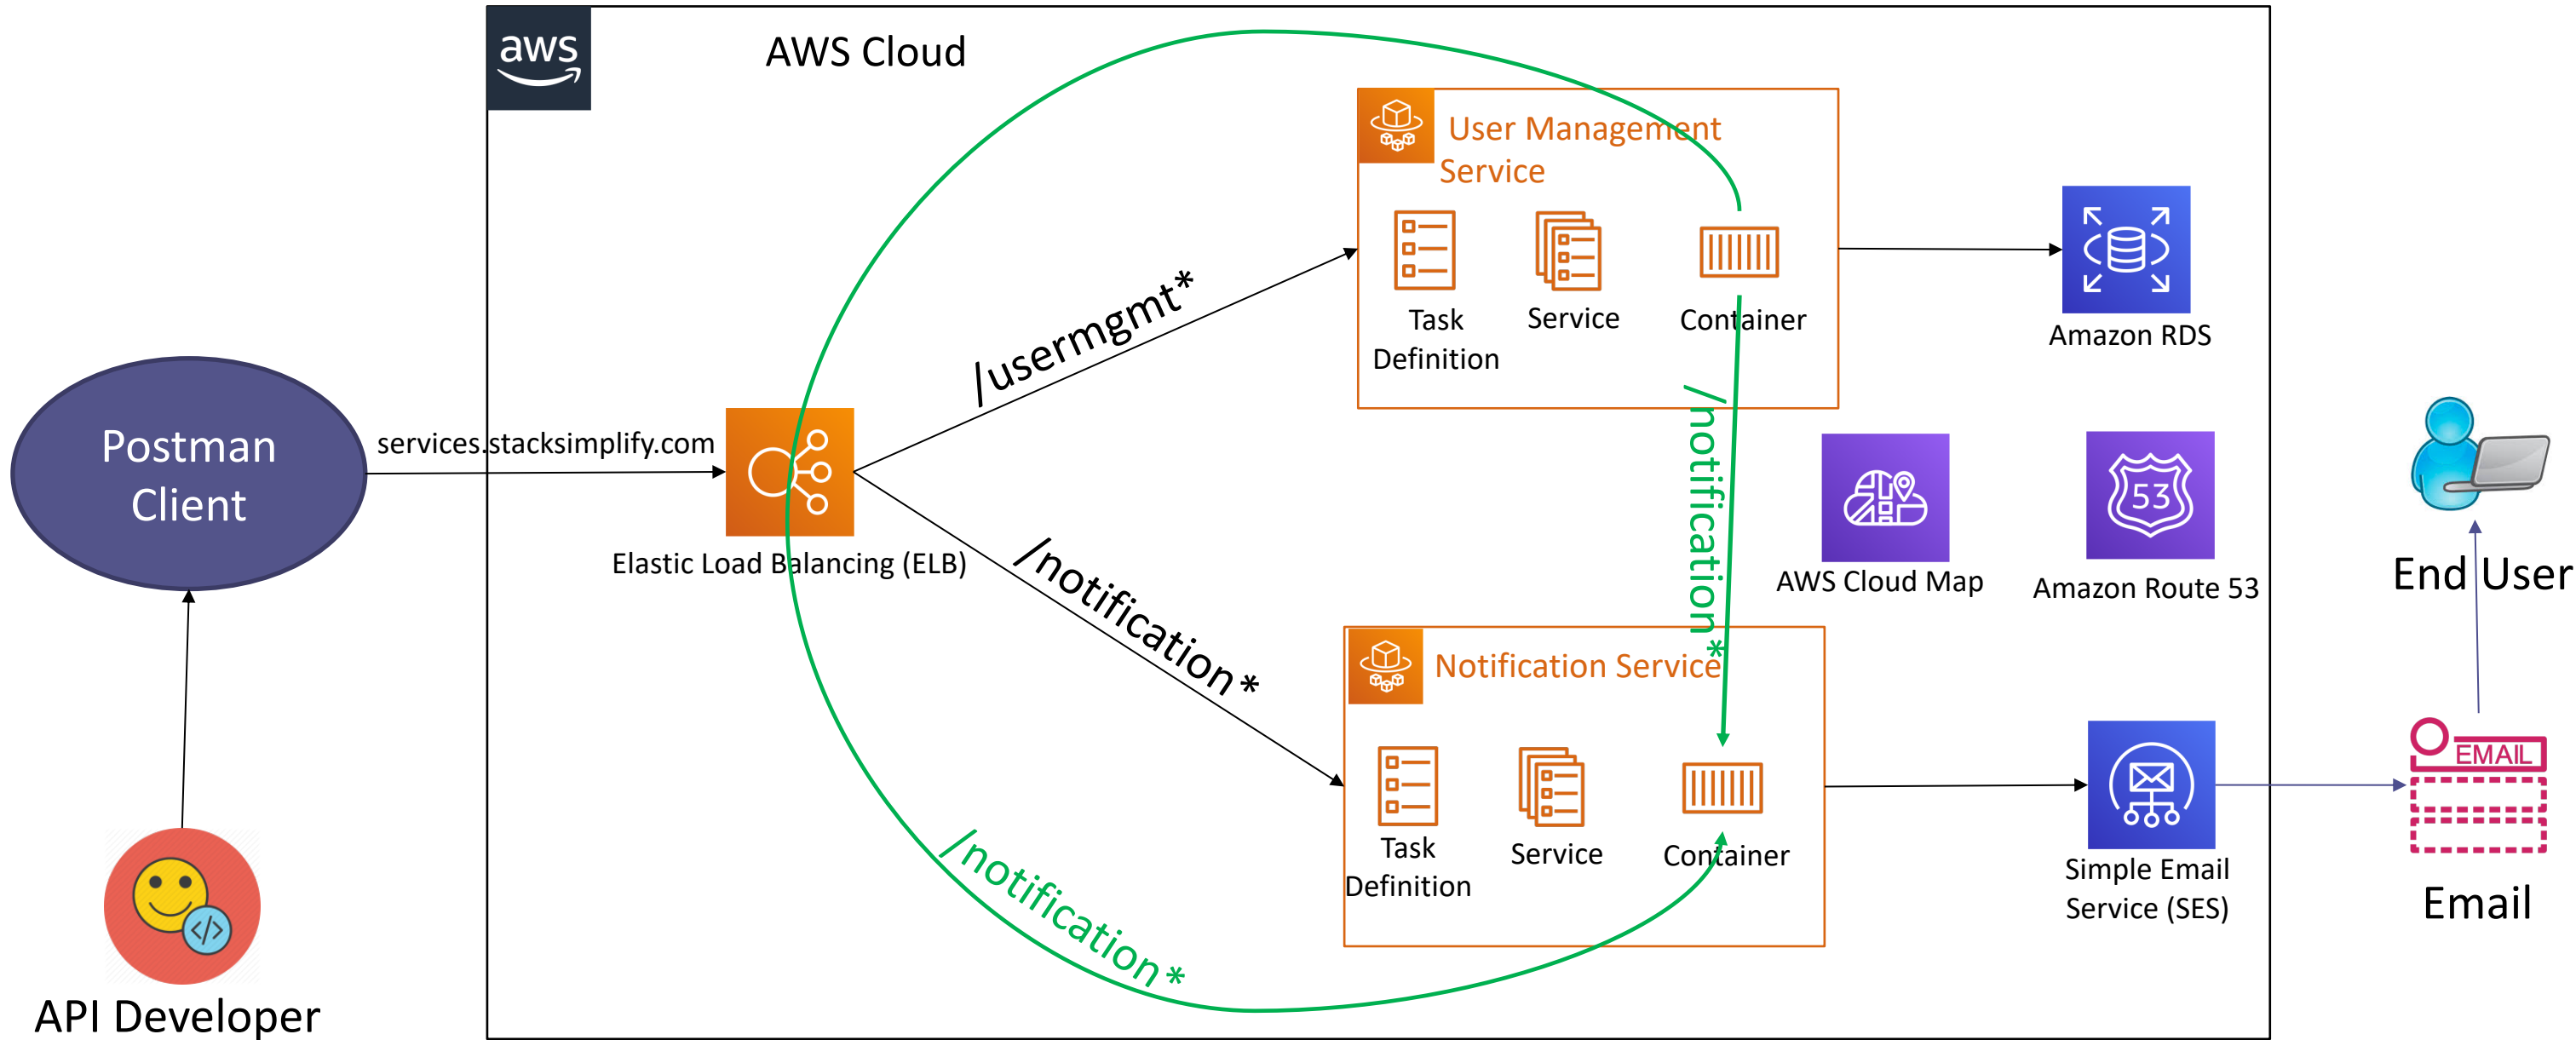 aws
AWS Cloud
User Management
Service
Task
Definition
Service
Container
Amazon RDS
/usermgmt*
Postman
Client
services.stacksimplify.com
Elastic Load Balancing (ELB)
/notification*
/notification*
AWS Cloud Map
53
Amazon Route 53
End User
Notification Service
Task
Definition
Service
Container
Simple Email
Service (SES)
EMAIL
Email
/notification*
</>
API Developer